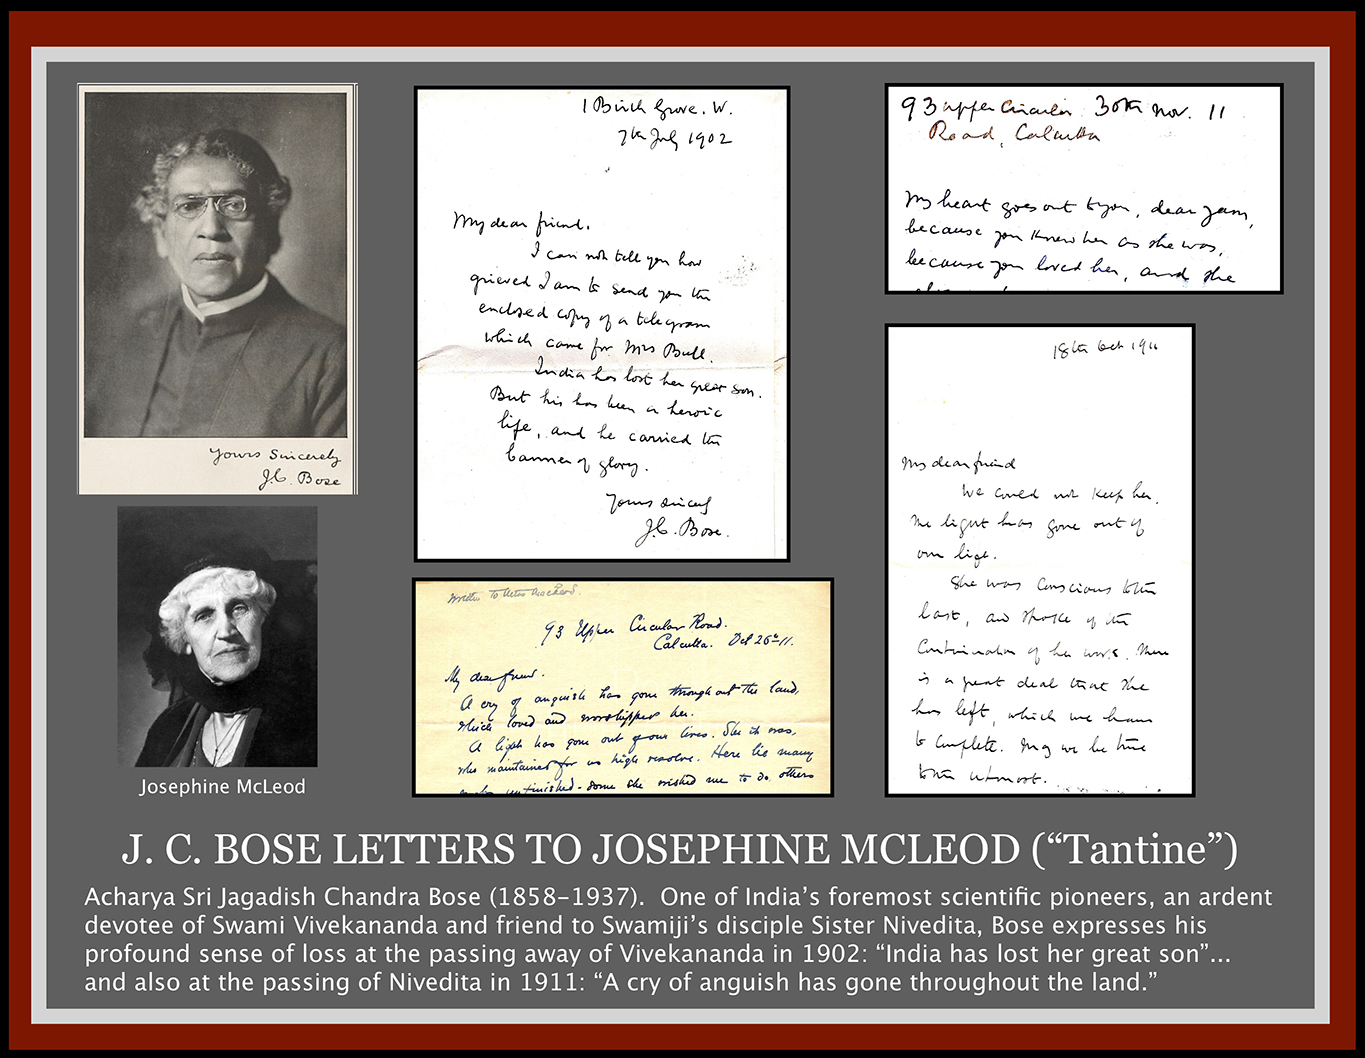 Yours Sincerely
J.C. Bose
Josephine McLeod
1 Birch Grove. W.
7th July 1902
My dear friend.
I can not tell you how
grieved I am to send you the
enclosed copy of a telegram
which came for Mrs Bull.
India has lost her great son.
But his has been a heroic
life, and he carried the
banner of glory.
Yours sincerely
J.C. Bose.
Written to
93 Upper Circular Road.
Calcutta. Oct 26th 11.
My dear friend.
A cry of anguish has gone throughout the land,
which loved and worshipped her.
A light has gone out of our lives. She it was,
who maintained for us high resolve. Here lie many
unfinished - some she wished me to do, others
93 upper Circular 30th Nov. 11
Road, Calcutta
My heart goes out to you, dear yum,
because you knew her as she was,
because you loved her, and she
18th Oct 1911
My dear friend
We could not keep her.
The light has gone out of
our life.
She was conscious to the
last, and spoke of the
continuation of her work. There
is a great deal that she
has left, which we have
to complete. May we be true
to the utmost.
J. C. BOSE LETTERS TO JOSEPHINE MCLEOD (“Tantine”)
Acharya Sri Jagadish Chandra Bose (1858-1937).  One of India’s foremost scientific pioneers, an ardent
devotee of Swami Vivekananda and friend to Swamiji’s disciple Sister Nivedita, Bose expresses his
profound sense of loss at the passing away of Vivekananda in 1902: “India has lost her great son”...
and also at the passing of Nivedita in 1911: “A cry of anguish has gone throughout the land.”